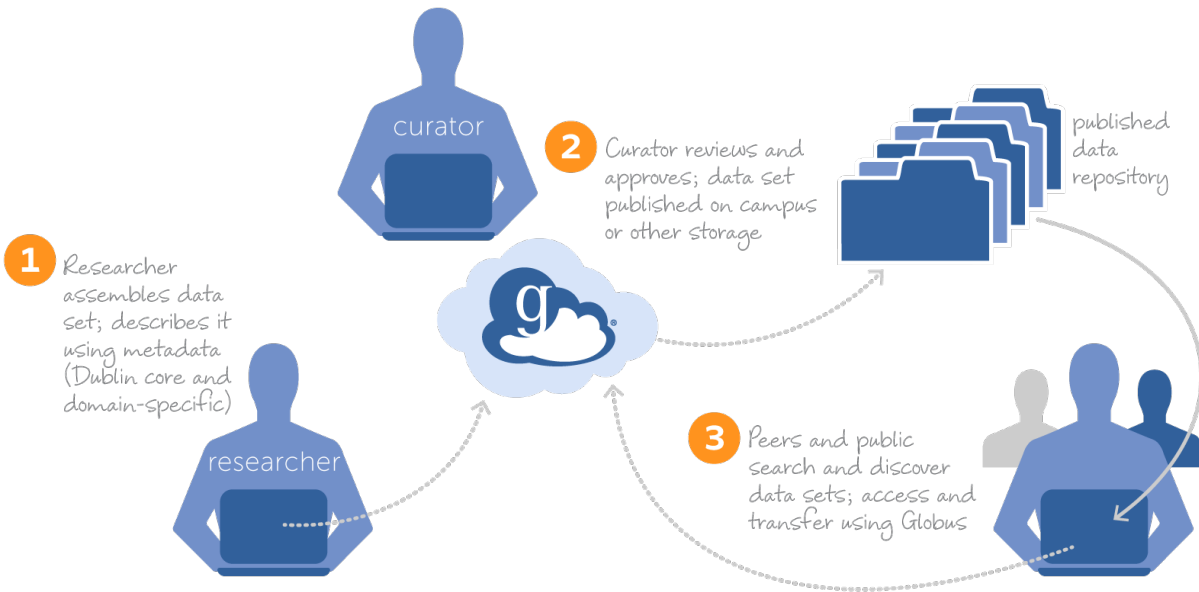 1
Researcher
assembles data
set; describes it
using metadata
(Dublin core and
domain-specific)
researcher
curator
2
Curator reviews and
approves; data set
published on campus
or other storage
g
®
published
data
repository
3
Peers and public
search and discover
data sets; access and
transfer using Globus